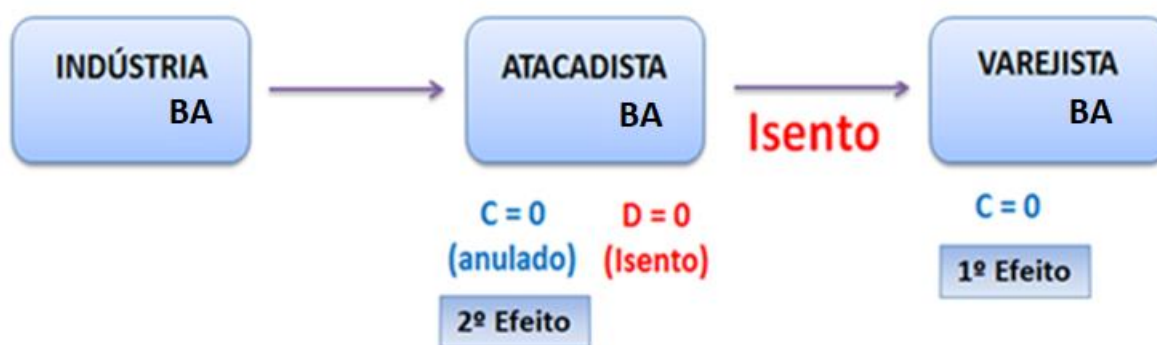 INDÚSTRIA
BA
ATACADISTA
BA
Isento
VAREJISTA
BA
C = 0
(anulado)
D = 0
(Isento)
2º Efeito
C = 0
1º Efeito